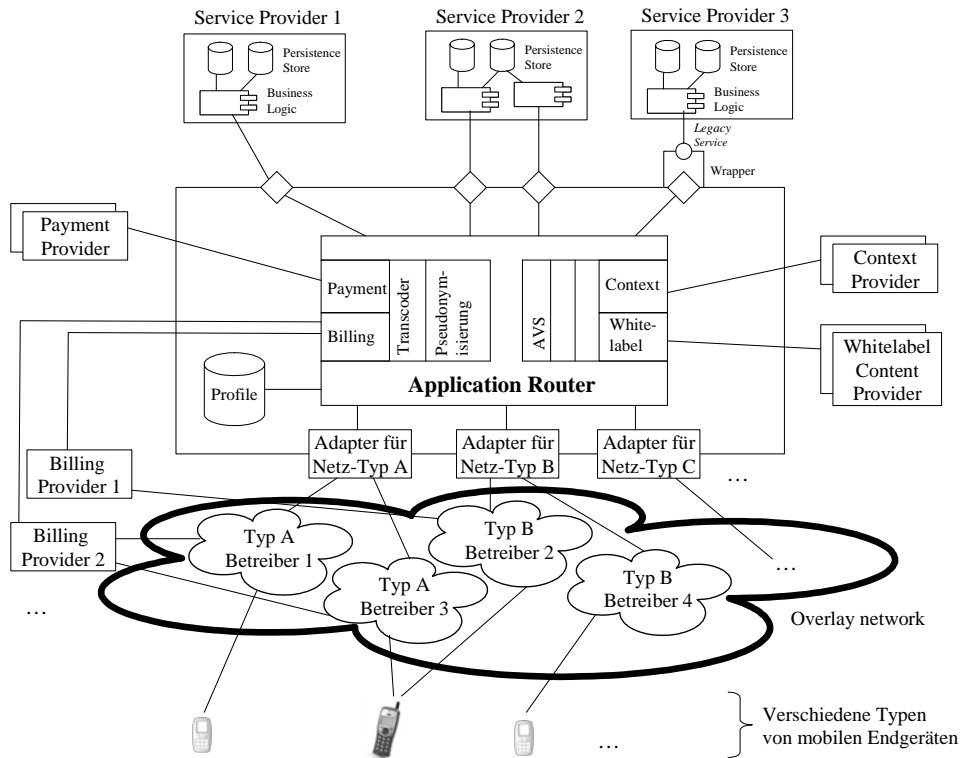 Service Provider 1
Service Provider 2
Service Provider 3
Persistence
Store
Business
Logic
Persistence
Store
Persistence
Store
Business
Logic
Legacy
Service
Wrapper
Payment
Provider
Context
Provider
Whitelabel
Content
Provider
Payment
Billing
Transcoder
Pseudonym-
isierung
AVS
Context
White-
label
Application Router
Profile
Adapter für
Netz-Typ A
Adapter für
Netz-Typ B
Adapter für
Netz-Typ C
...
Billing
Provider 1
Billing
Provider 2
...
Typ A
Betreiber 1
Typ B
Betreiber 2
Typ A
Betreiber 3
Typ B
Betreiber 4
...
Overlay network
...
Verschiedene Typen
von mobilen Endgeräten